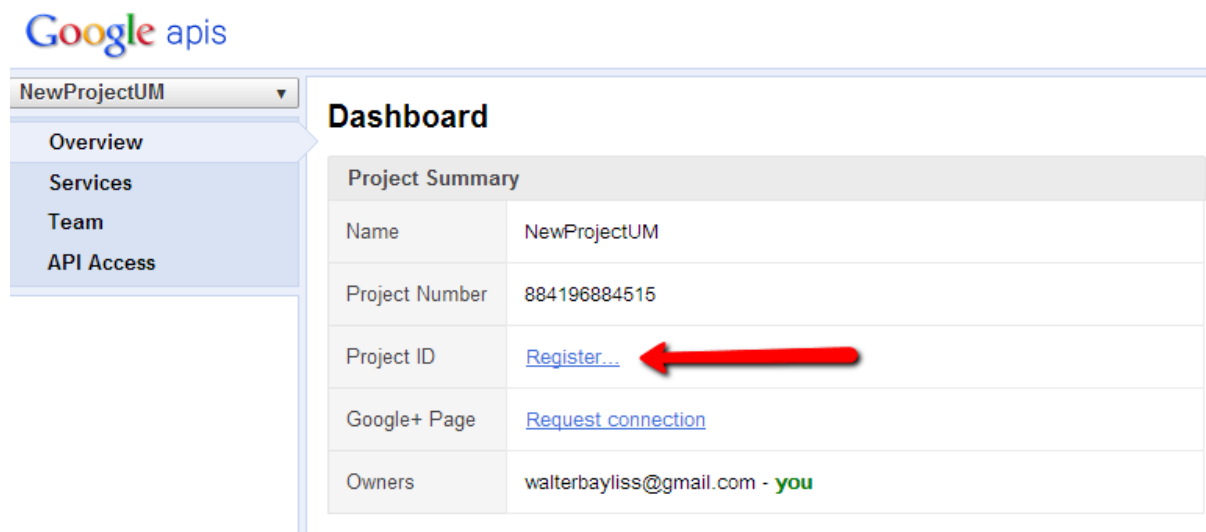 Google apis
NewProjectUM
Overview
Services
Team
API Access
Dashboard
Project Summary
Name NewProjectUM
Project Number 884196884515
Project ID Register...
Google+ Page Request connection
Owners walterbayliss@gmail.com - you